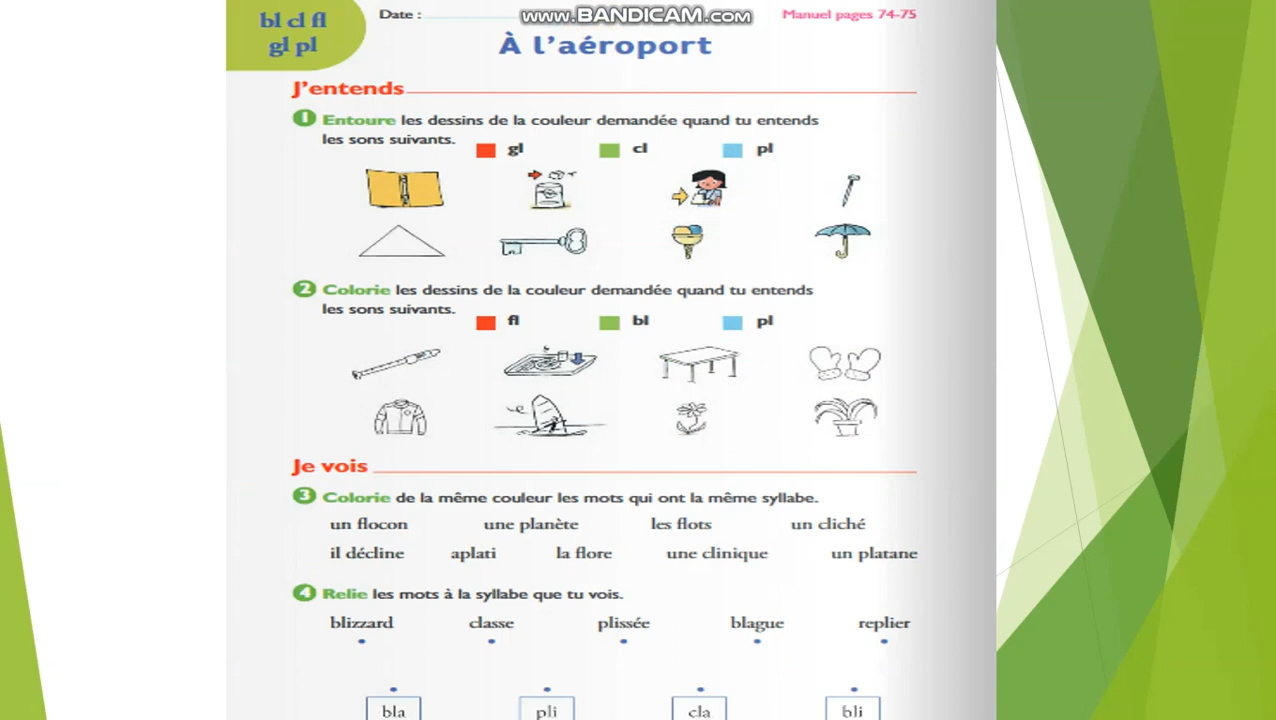 bl cl fl
gl pl
Date :
www.BANDICAM.com
Manuel pages 74-75
À l'aéroport
J'entends
1 Entoure les dessins de la couleur demandée quand tu entends
les sons suivants.
gl cl pl
2 Colorie les dessins de la couleur demandée quand tu entends
les sons suivants.
fl bl pl
Je vois
3 Colorie de la même couleur les mots qui ont la même syllabe.
un flocon une planète les flots un cliché
il décline aplati la flore une clinique un platane
4 Relie les mots à la syllabe que tu vois.
blizzard classe plissée blague replier
bla pli cla bli